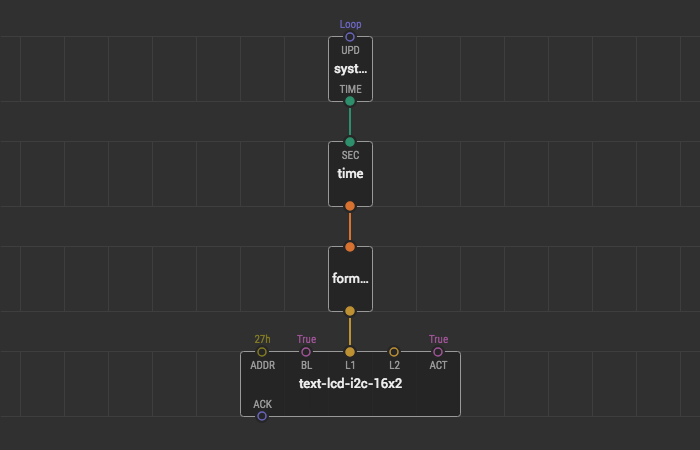 Loop
UPD
syst...
TIME
SEC
time
form...
27h True True
ADDR BL L1 L2 ACT
text-lcd-i2c-16x2
ACK